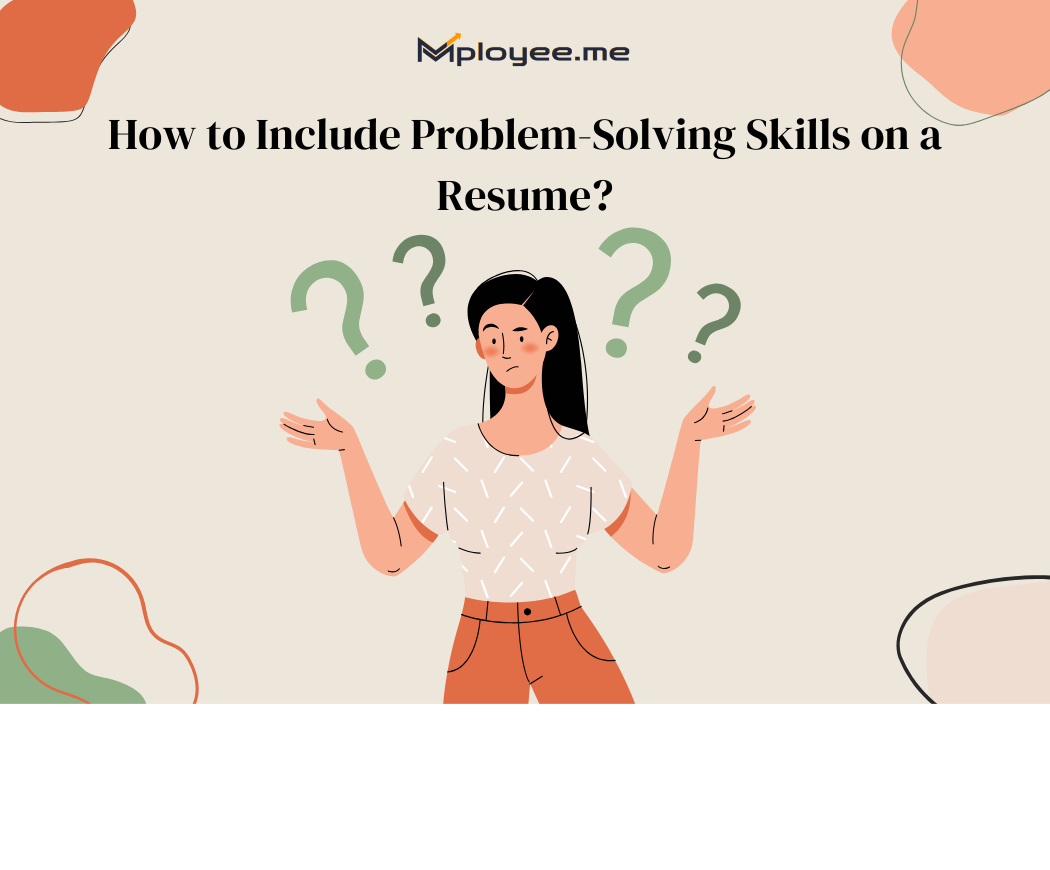 Mployee.me
How to Include Problem-Solving Skills on a
Resume?
? ? ? ?